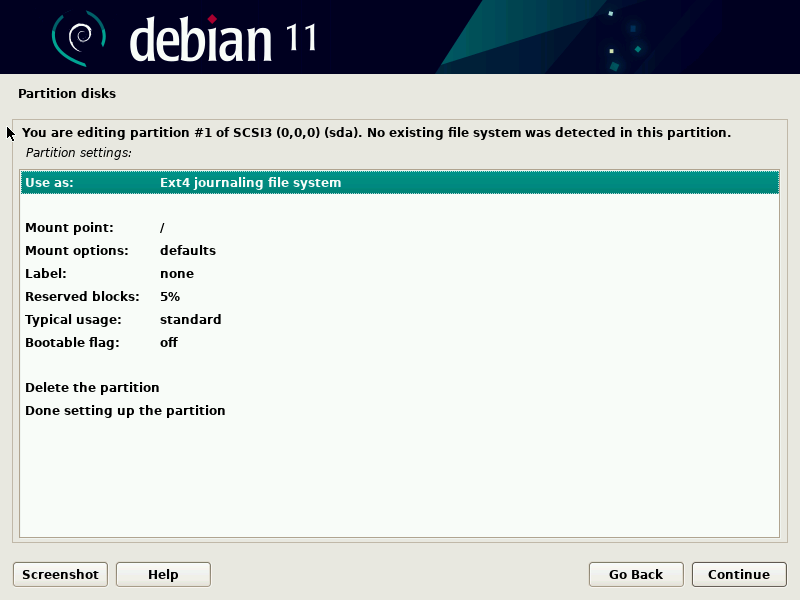 debian 11
Partition disks
You are editing partition #1 of SCSI3 (0,0,0) (sda). No existing file system was detected in this partition.
Partition settings:
Use as: Ext4 journaling file system
Mount point: /
Mount options: defaults
Label: none
Reserved blocks: 5%
Typical usage: standard
Bootable flag: off
Delete the partition
Done setting up the partition
Screenshot Help Go Back Continue